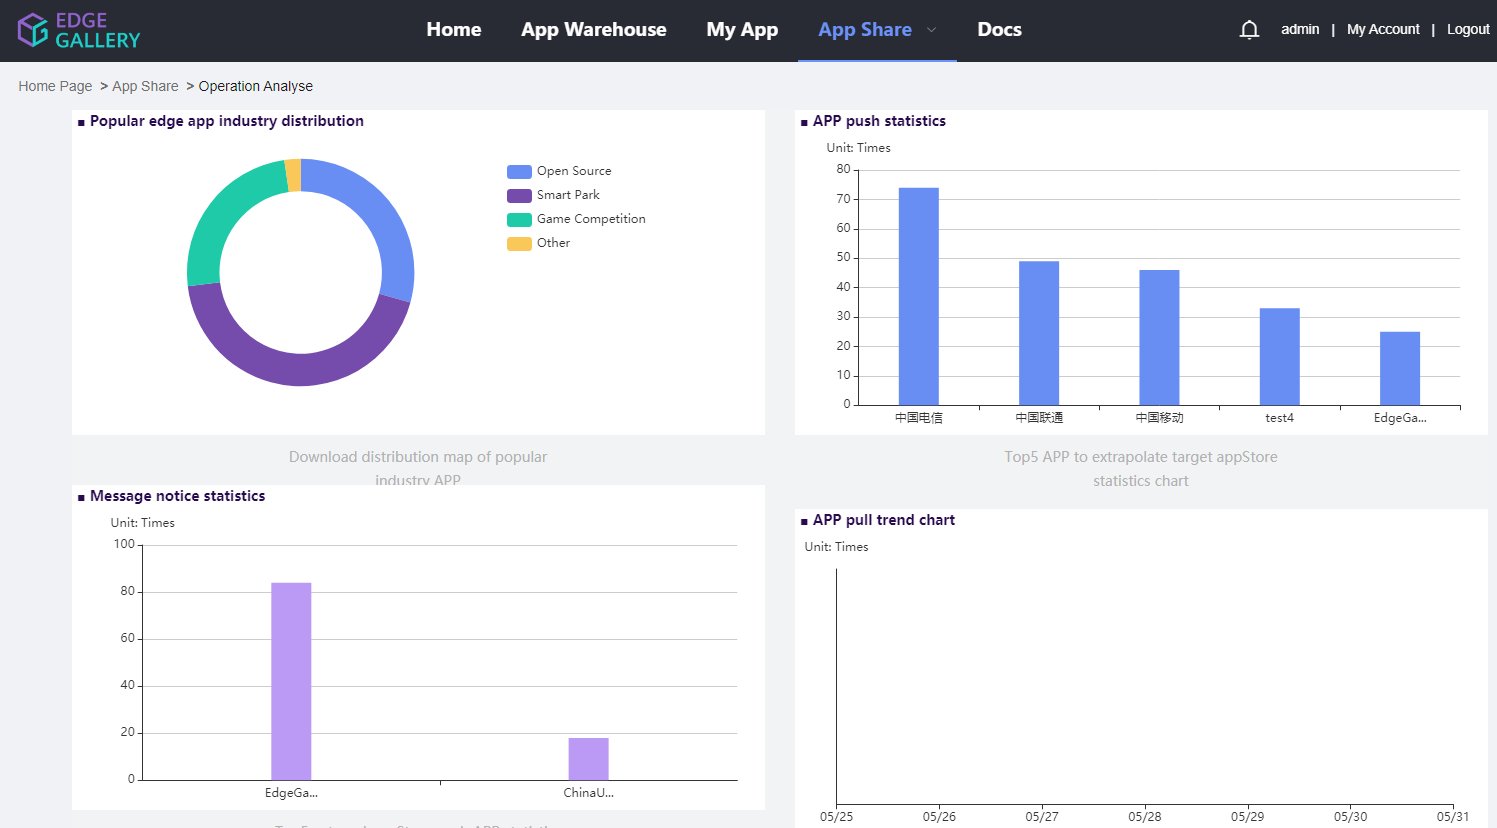 EDGE
GALLERY
Home
App Warehouse
My App
App Share
Docs
admin | My Account | Logout
Home Page > App Share > Operation Analyse
Popular edge app industry distribution
Open Source
Smart Park
Game Competition
Other
Download distribution map of popular
industry APP
APP push statistics
Unit: Times
80
70
60
50
40
30
20
10
0
中国电信
中国联通
中国移动
test4
EdgeGa...
Top5 APP to extrapolate target appStore
statistics chart
Message notice statistics
Unit: Times
100
80
60
40
20
0
EdgeGa...
ChinaU...
APP pull trend chart
Unit: Times
05/25
05/26
05/27
05/28
05/29
05/30
05/31